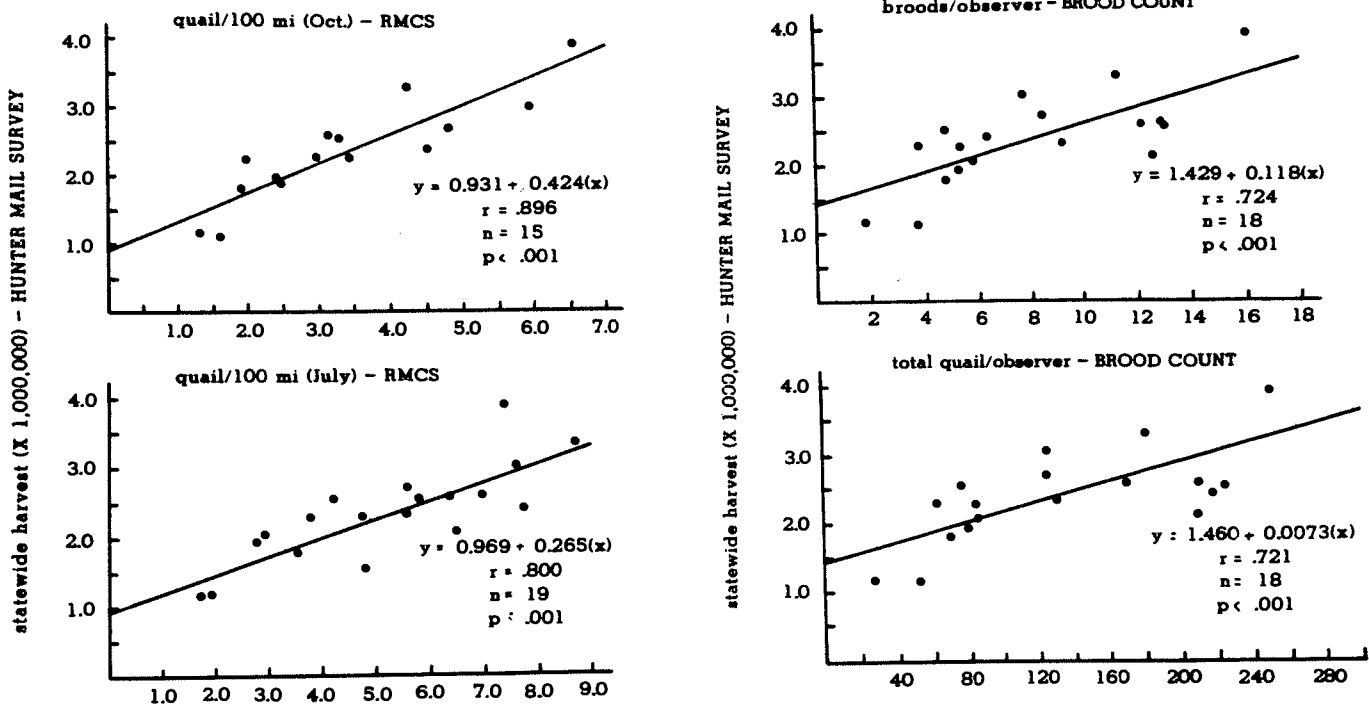 quail/100 mi (Oct.) - RMCS
4.0
3.0
2.0
1.0
y = 0.931 + 0.424(x)
r = .896
n = 15
p < .001
1.0 2.0 3.0 4.0 5.0 6.0 7.0
quail/100 mi (July) - RMCS
4.0
3.0
2.0
1.0
y = 0.969 + 0.265(x)
r = .800
n = 19
p < .001
1.0 2.0 3.0 4.0 5.0 6.0 7.0 8.0 9.0
statewide harvest (X 1,000,000) - HUNTER MAIL SURVEY
broods/observer - BROOD COUNT
4.0
3.0
2.0
1.0
y = 1.429 + 0.118(x)
r = .724
n = 18
p < .001
2 4 6 8 10 12 14 16 18
total quail/observer - BROOD COUNT
4.0
3.0
2.0
1.0
y = 1.460 + 0.0073(x)
r = .721
n = 18
p < .001
40 80 120 160 200 240 280
statewide harvest (X 1,000,000) - HUNTER MAIL SURVEY